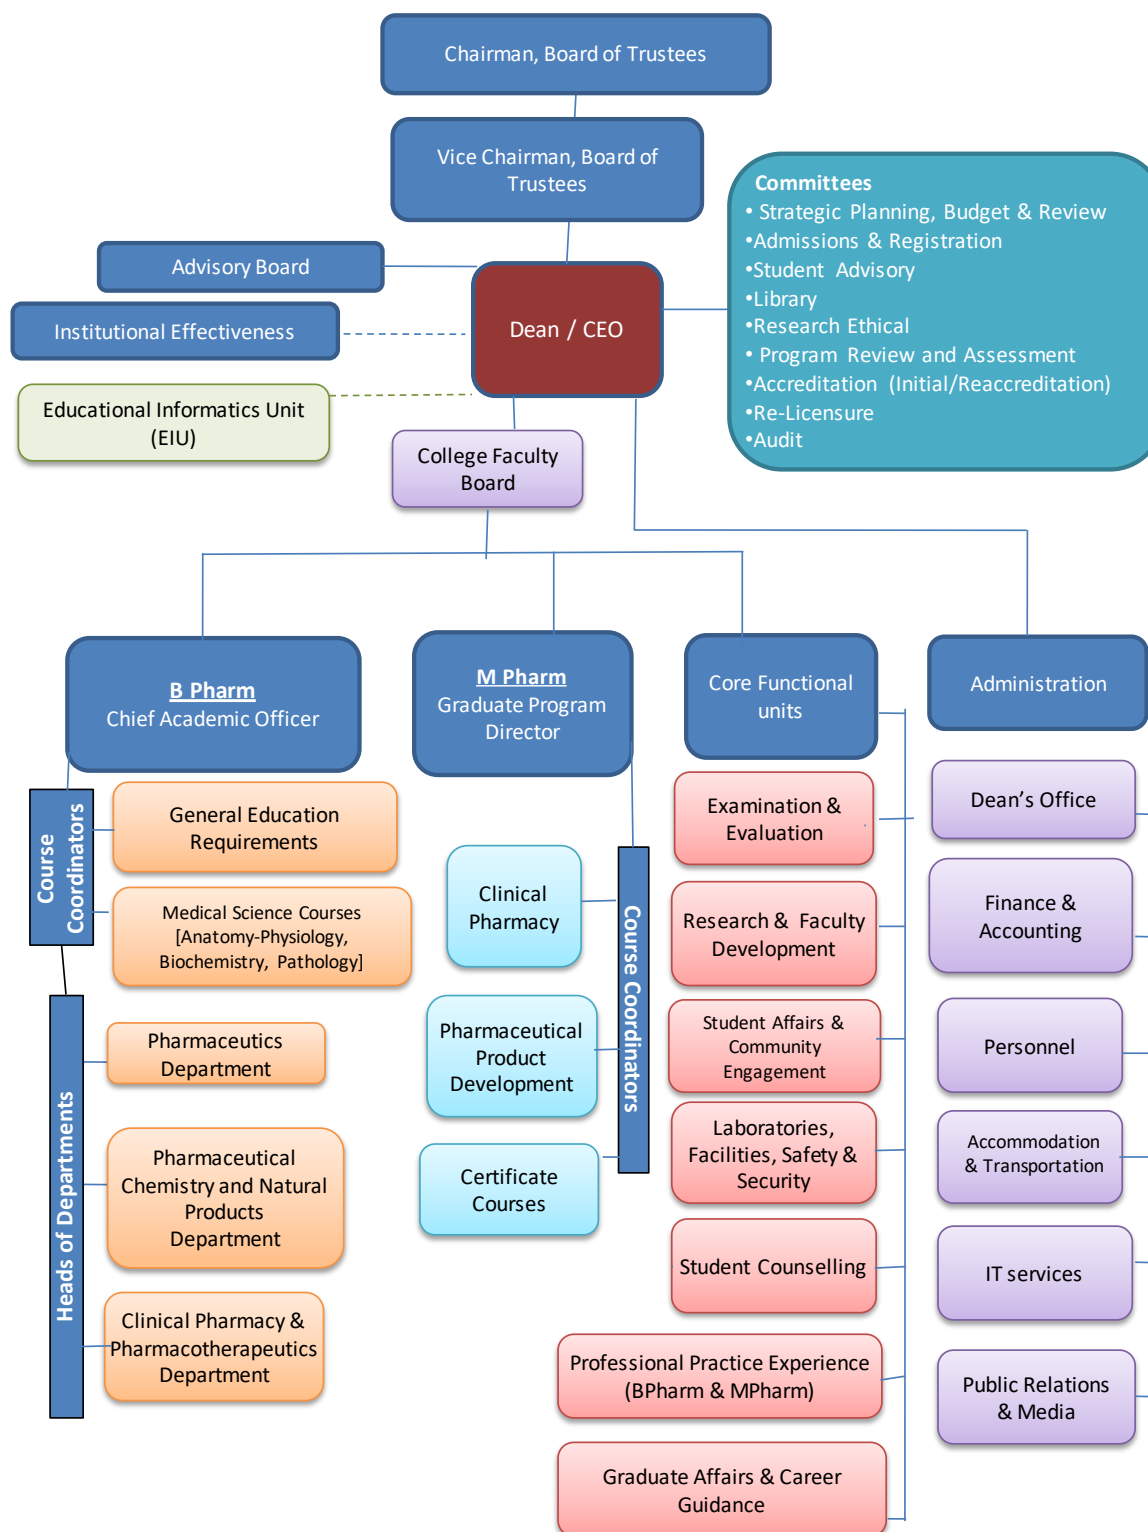 Chairman, Board of Trustees
Vice Chairman, Board of
Trustees
Committees
• Strategic Planning, Budget & Review
•Admissions & Registration
•Student Advisory
•Library
•Research Ethical
• Program Review and Assessment
•Accreditation (Initial/Reaccreditation)
•Re-Licensure
•Audit
Advisory Board
Institutional Effectiveness
Dean / CEO
Educational Informatics Unit
(EIU)
College Faculty
Board
B Pharm
Chief Academic Officer
M Pharm
Graduate Program
Director
Core Functional
units
Administration
Course
Coordinators
General Education
Requirements
Medical Science Courses
[Anatomy-Physiology,
Biochemistry, Pathology]
Heads of Departments
Pharmaceutics
Department
Pharmaceutical
Chemistry and Natural
Products
Department
Clinical Pharmacy &
Pharmacotherapeutics
Department
Clinical
Pharmacy
Pharmaceutical
Product
Development
Certificate
Courses
Course Coordinators
Examination &
Evaluation
Research & Faculty
Development
Student Affairs &
Community
Engagement
Laboratories,
Facilities, Safety &
Security
Student Counselling
Professional Practice Experience
(BPharm & MPharm)
Graduate Affairs & Career
Guidance
Dean’s Office
Finance &
Accounting
Personnel
Accommodation
& Transportation
IT services
Public Relations
& Media